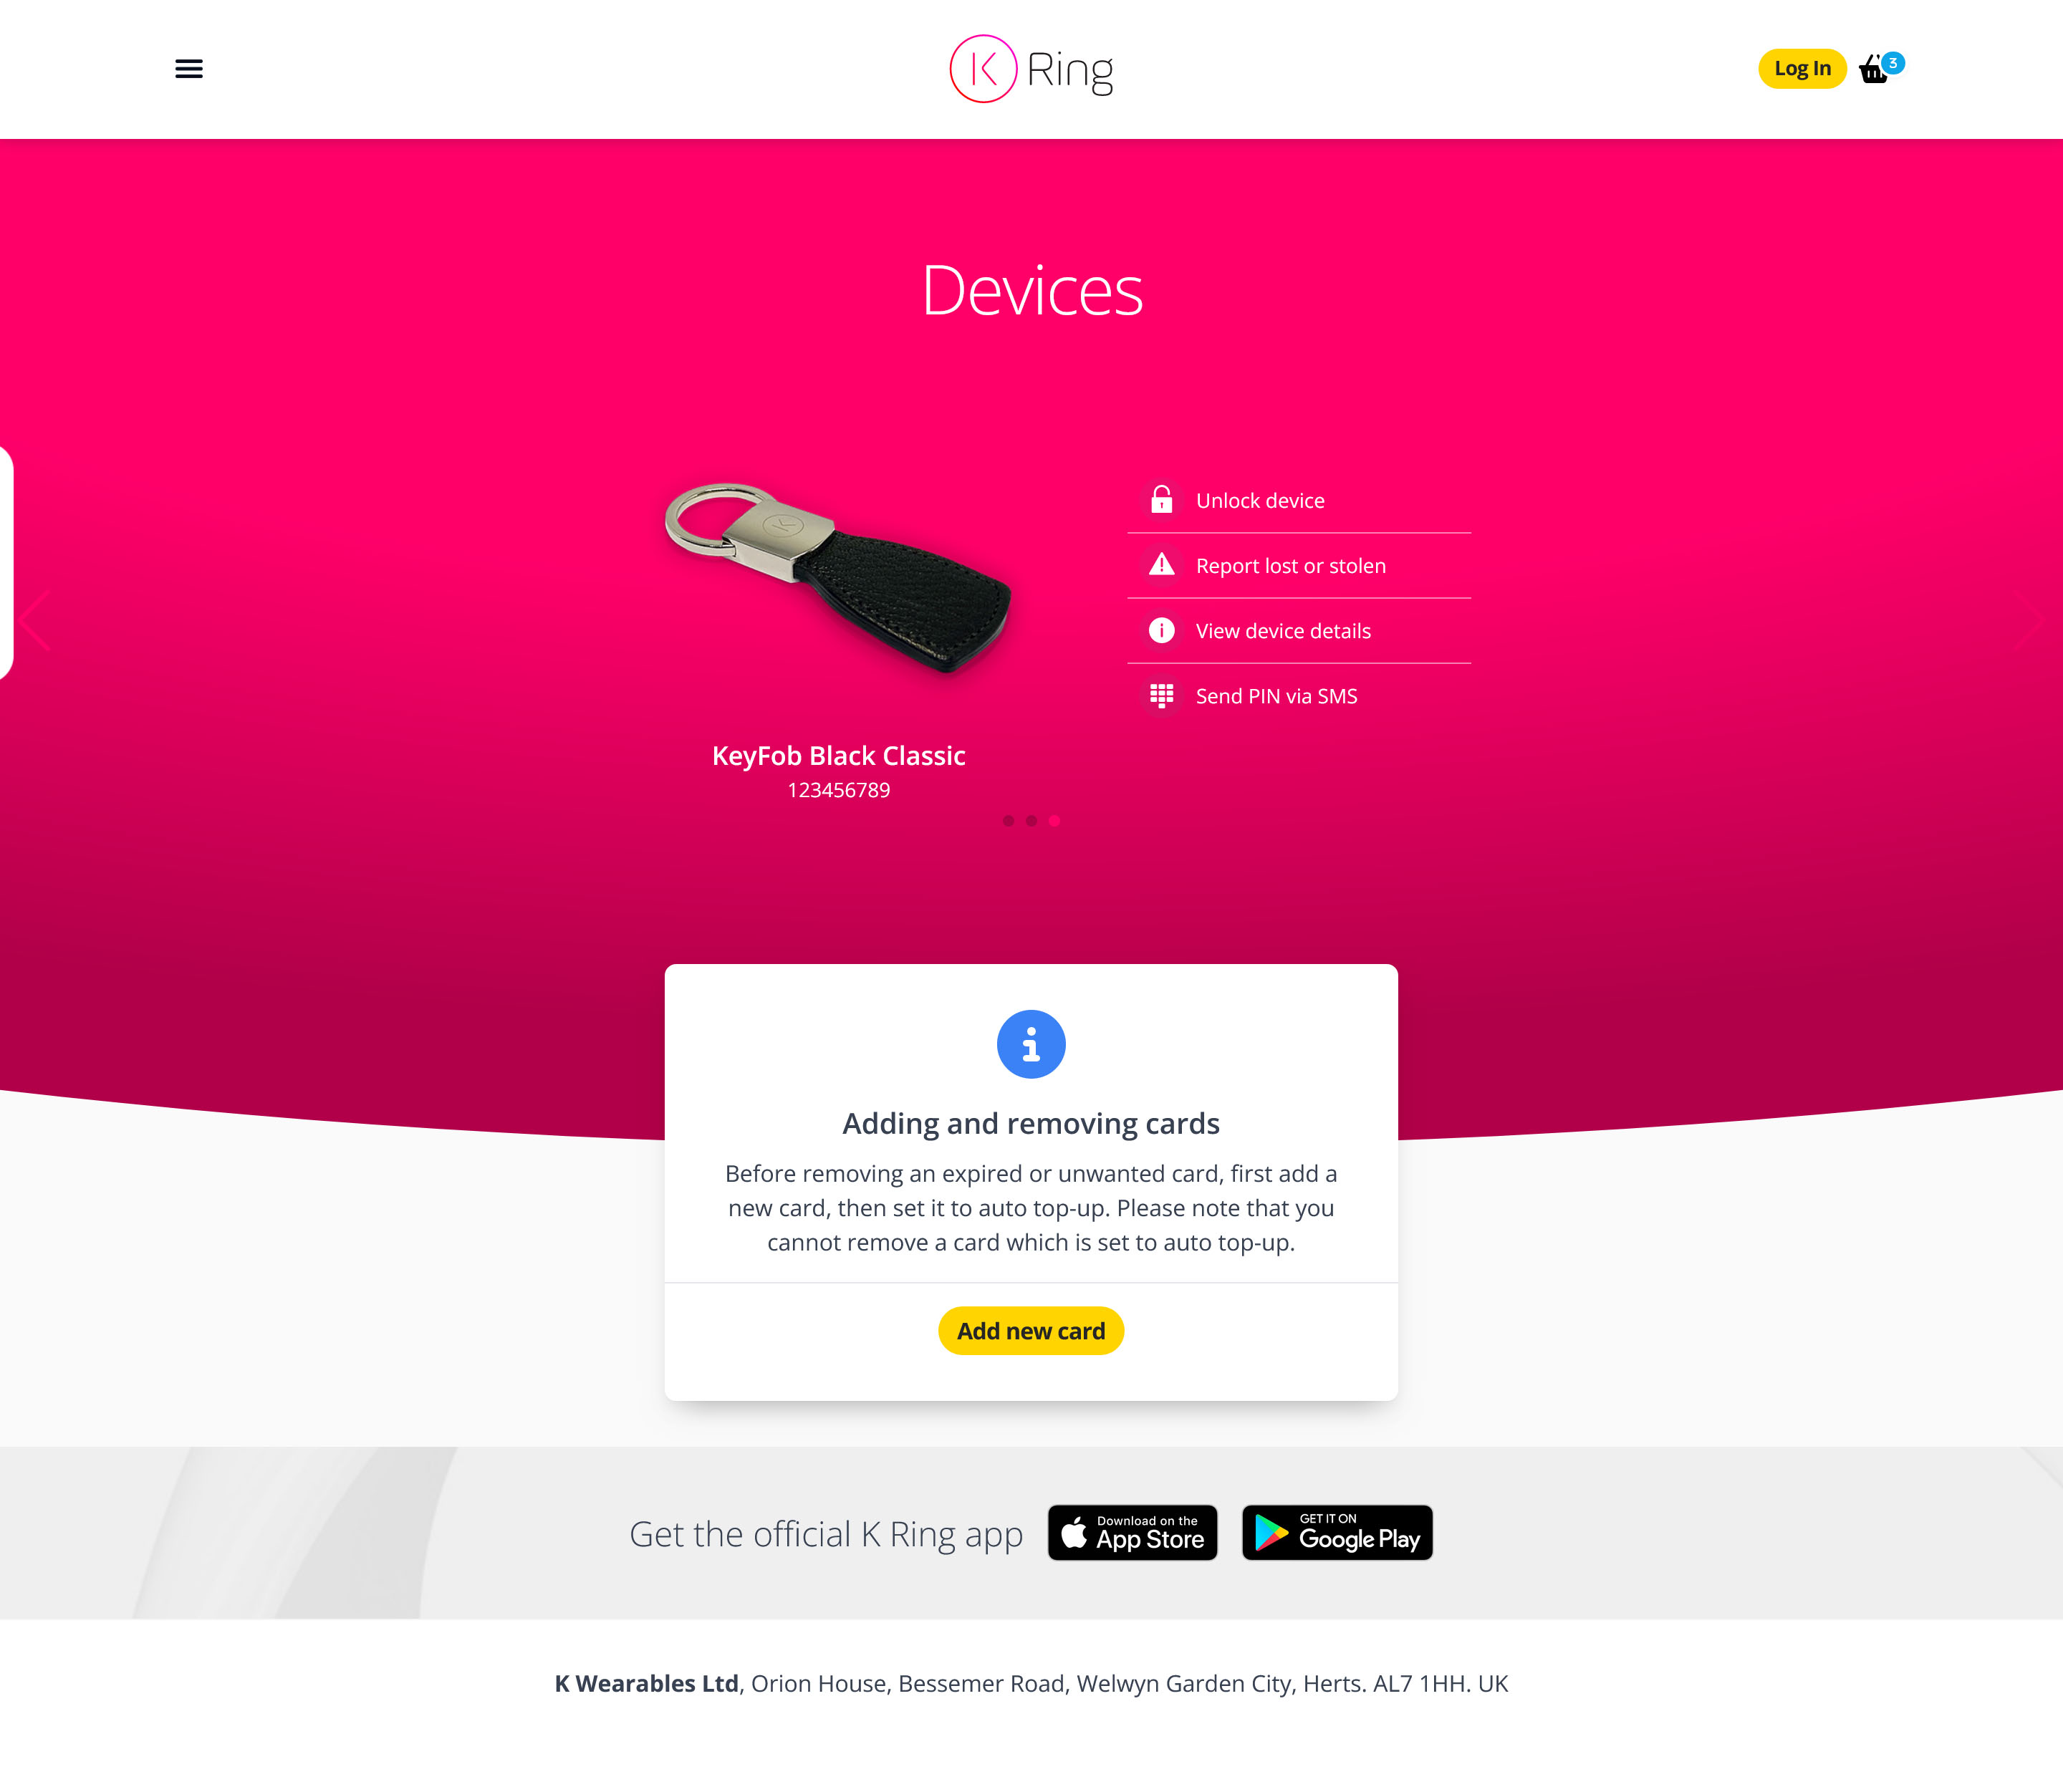 K Ring
Log In
3
Devices
Unlock device
Report lost or stolen
View device details
Send PIN via SMS
K
KeyFob Black Classic
123456789
Adding and removing cards
Before removing an expired or unwanted card, first add a
new card, then set it to auto top-up. Please note that you
cannot remove a card which is set to auto top-up.
Add new card
Get the official K Ring app
Download on the
App Store
GET IT ON
Google Play
K Wearables Ltd, Orion House, Bessemer Road, Welwyn Garden City, Herts. AL7 1HH. UK